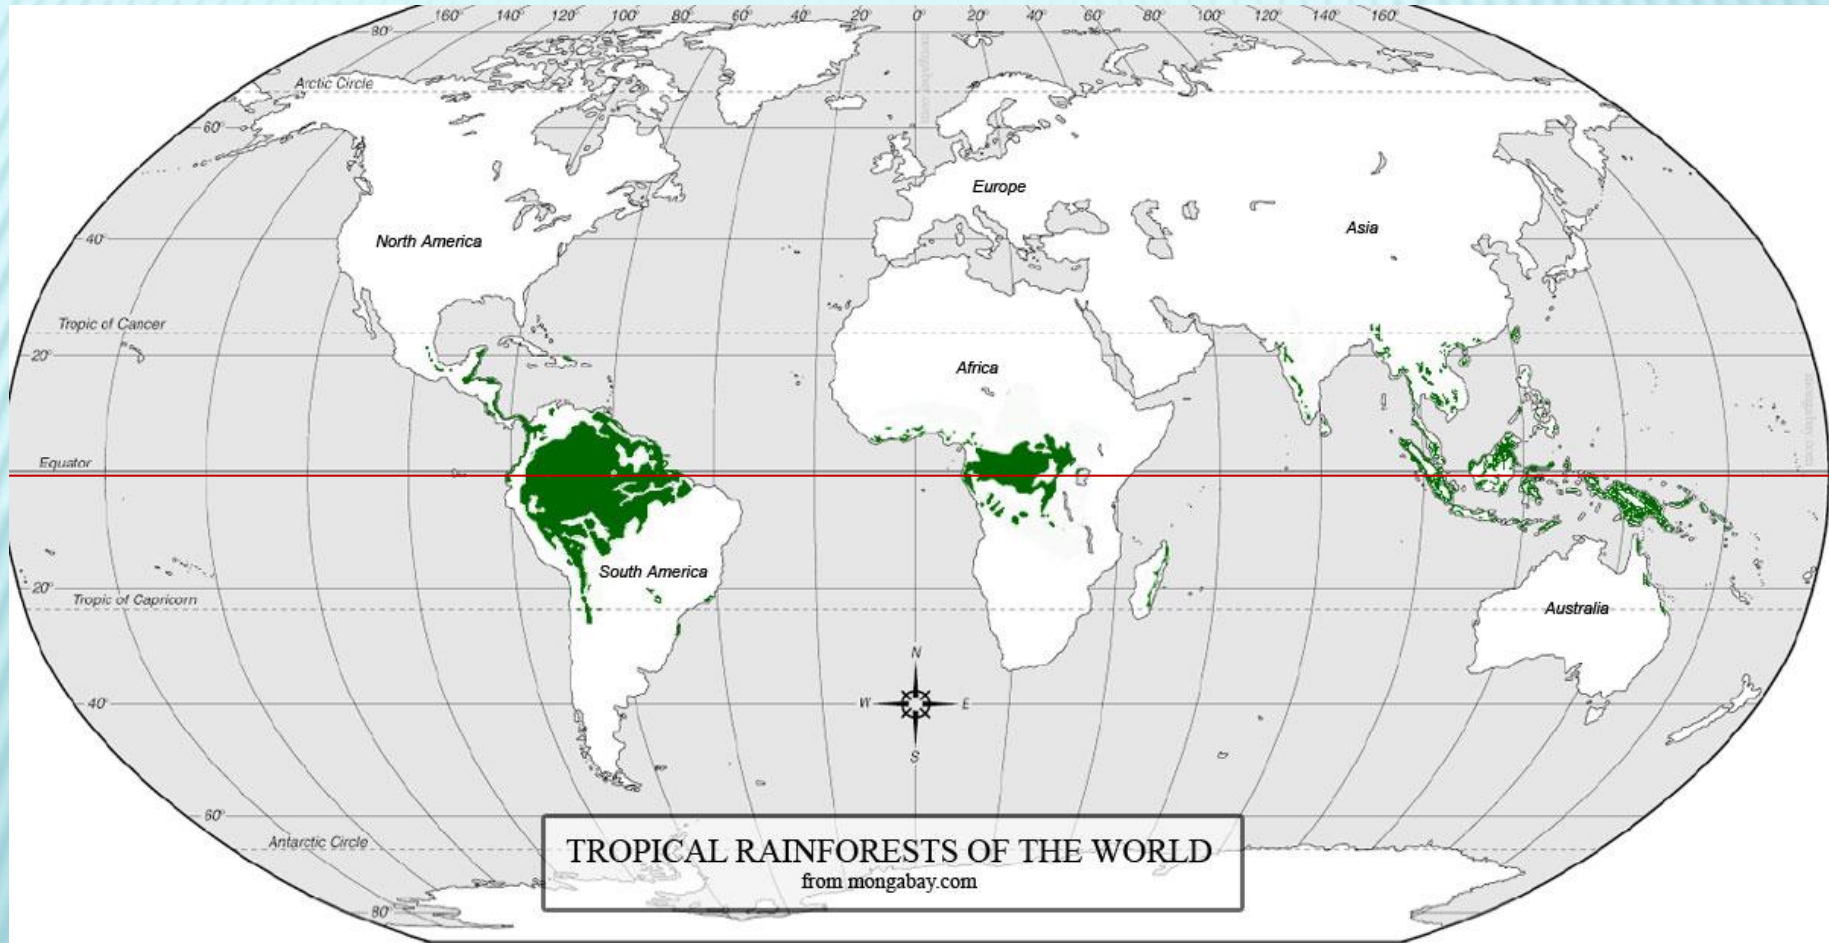 160° 140° 120° 100° 80° 60° 40° 20° 0° 20° 40° 60° 80° 100° 120° 140° 160°
80°
Arctic Circle
60°
Europe
Asia
40°
North America
Tropic of Cancer
20°
Africa
Equator
South America
20°
Tropic of Capricorn
Australia
N
W E
40°
S
60°
Antarctic Circle
TROPICAL RAINFORESTS OF THE WORLD
from mongabay.com
80°